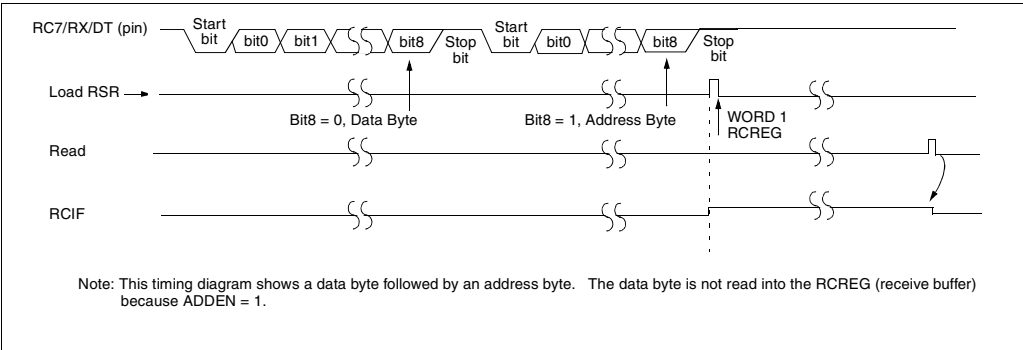 RC7/RX/DT (pin)
Start bit
bit0
bit1
bit8
Stop bit
Start bit
bit0
bit8
Stop bit
Load RSR
Bit8 = 0, Data Byte
Bit8 = 1, Address Byte
WORD 1
RCREG
Read
RCIF
Note: This timing diagram shows a data byte followed by an address byte. The data byte is not read into the RCREG (receive buffer)
because ADDEN = 1.